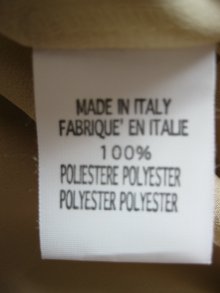 MADE IN ITALY
FABRIQUE' EN ITALIE
100%
POLIESTERE POLYESTER
POLYESTER POLYESTER